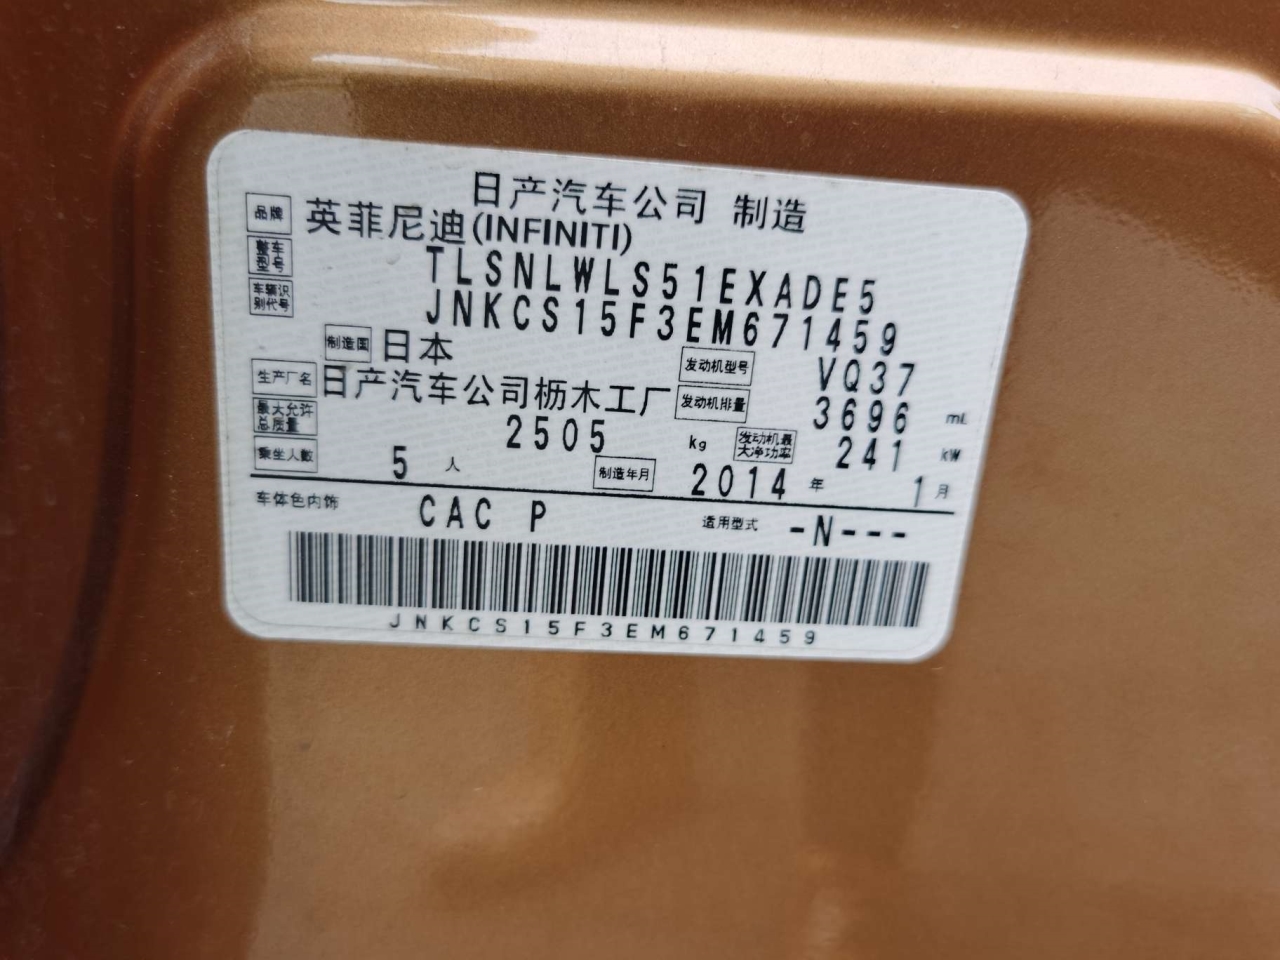 日产汽车公司 制造
品牌 英菲尼迪(INFINITI)
整车型号 TLSNLWLS51EXADE5
车辆识别代号 JNKCS15F3EM671459
制造国 日本 发动机型号 VQ37
生产厂名 日产汽车公司枥木工厂 发动机排量 3696 mL
最大允许总质量 2505 kg 发动机最大净功率 241 kW
乘坐人数 5 人 制造年月 2014 年 1 月
车体色内饰 CAC P 适用型式 -N---
JNKCS15F3EM671459